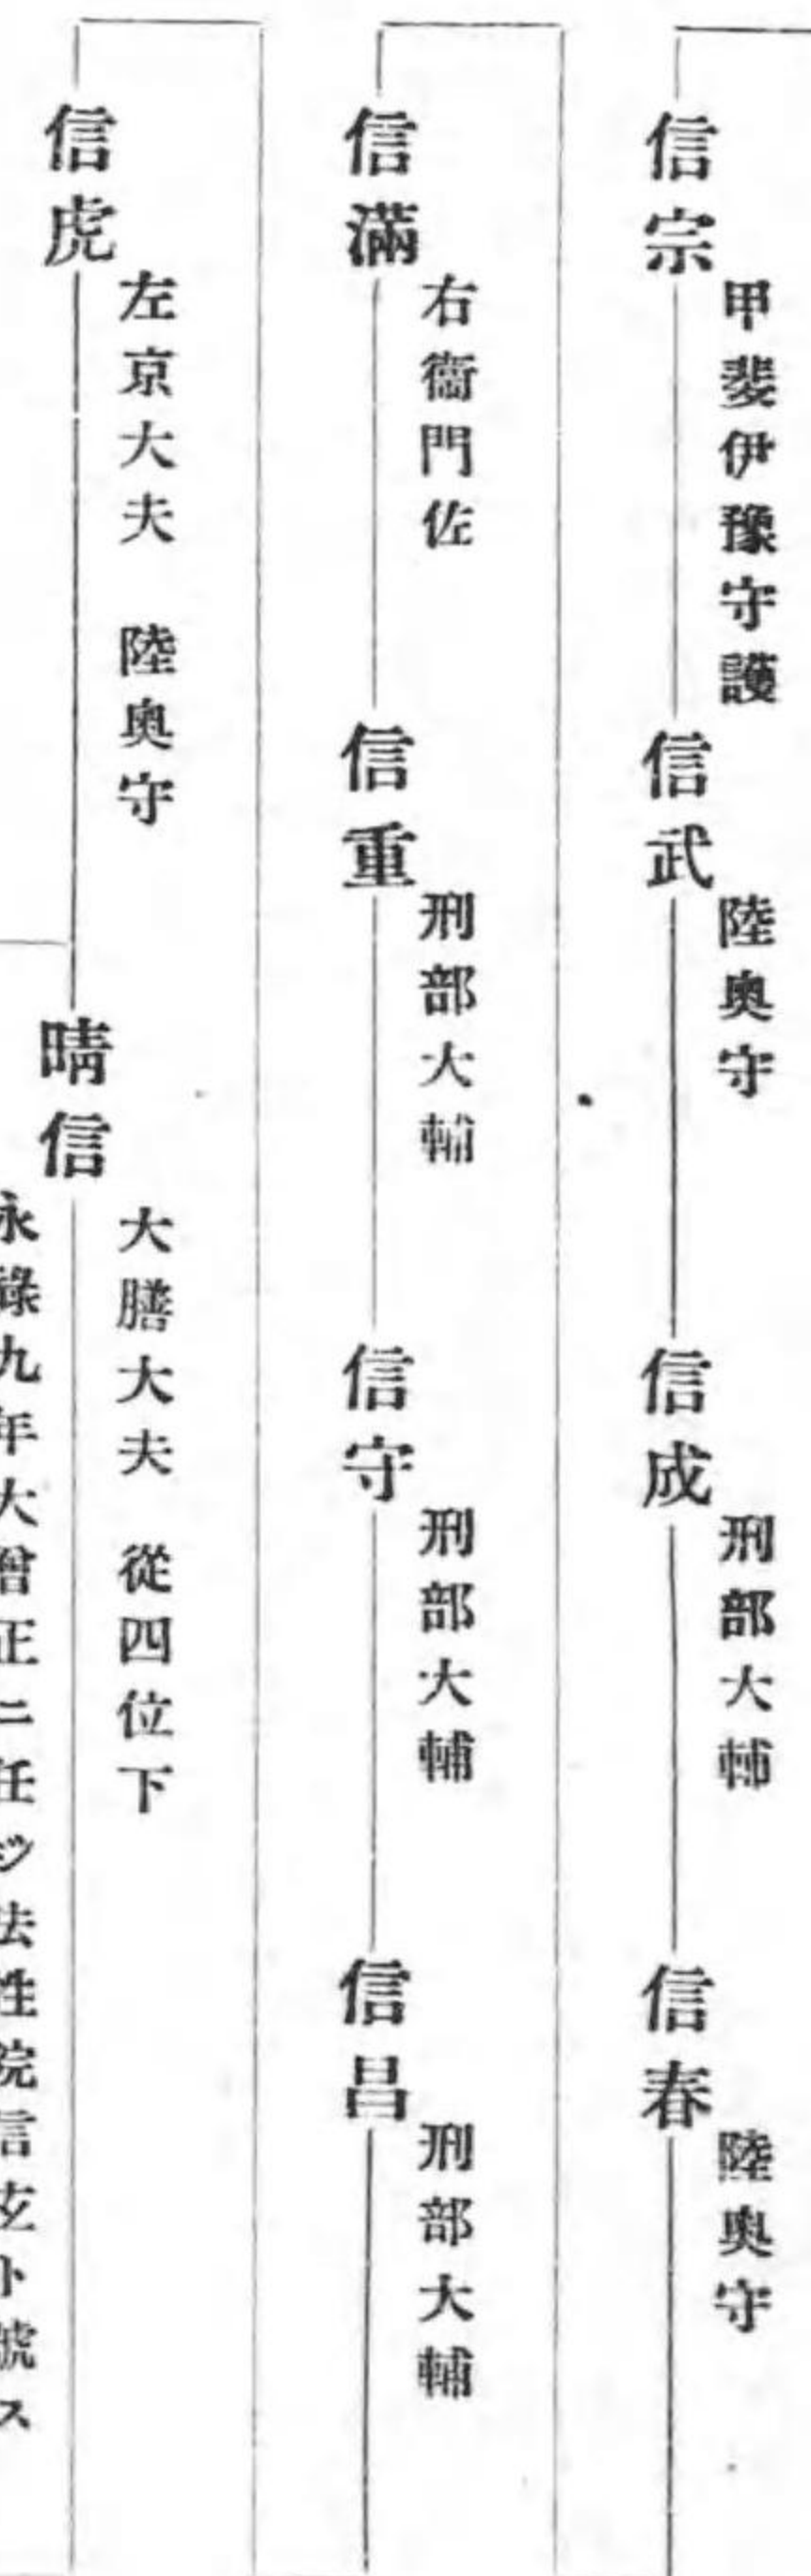 信宗
甲斐伊豫守護
信武
陸奥守
信成
刑部大輔
信春
陸奥守
信滿
右衞門佐
信重
刑部大輔
信守
刑部大輔
信昌
刑部大輔
信虎
左京大夫 陸奥守
晴信
大膳大夫 從四位下
永祿九年大僧正ニ任ジ法性院信玄ト號ス